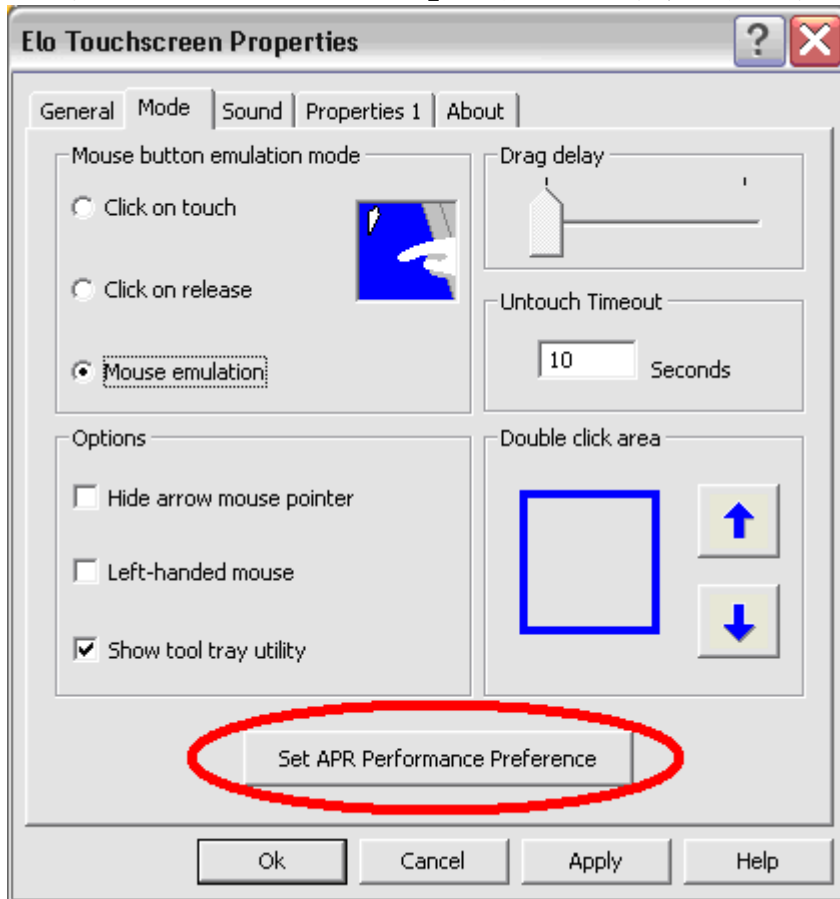 Elo Touchscreen Properties
General Mode Sound Properties 1 About
Mouse button emulation mode
Click on touch
Click on release
Mouse emulation
Drag delay
Untouch Timeout
10 Seconds
Options
Hide arrow mouse pointer
Left-handed mouse
Show tool tray utility
Double click area
Set APR Performance Preference
Ok Cancel Apply Help